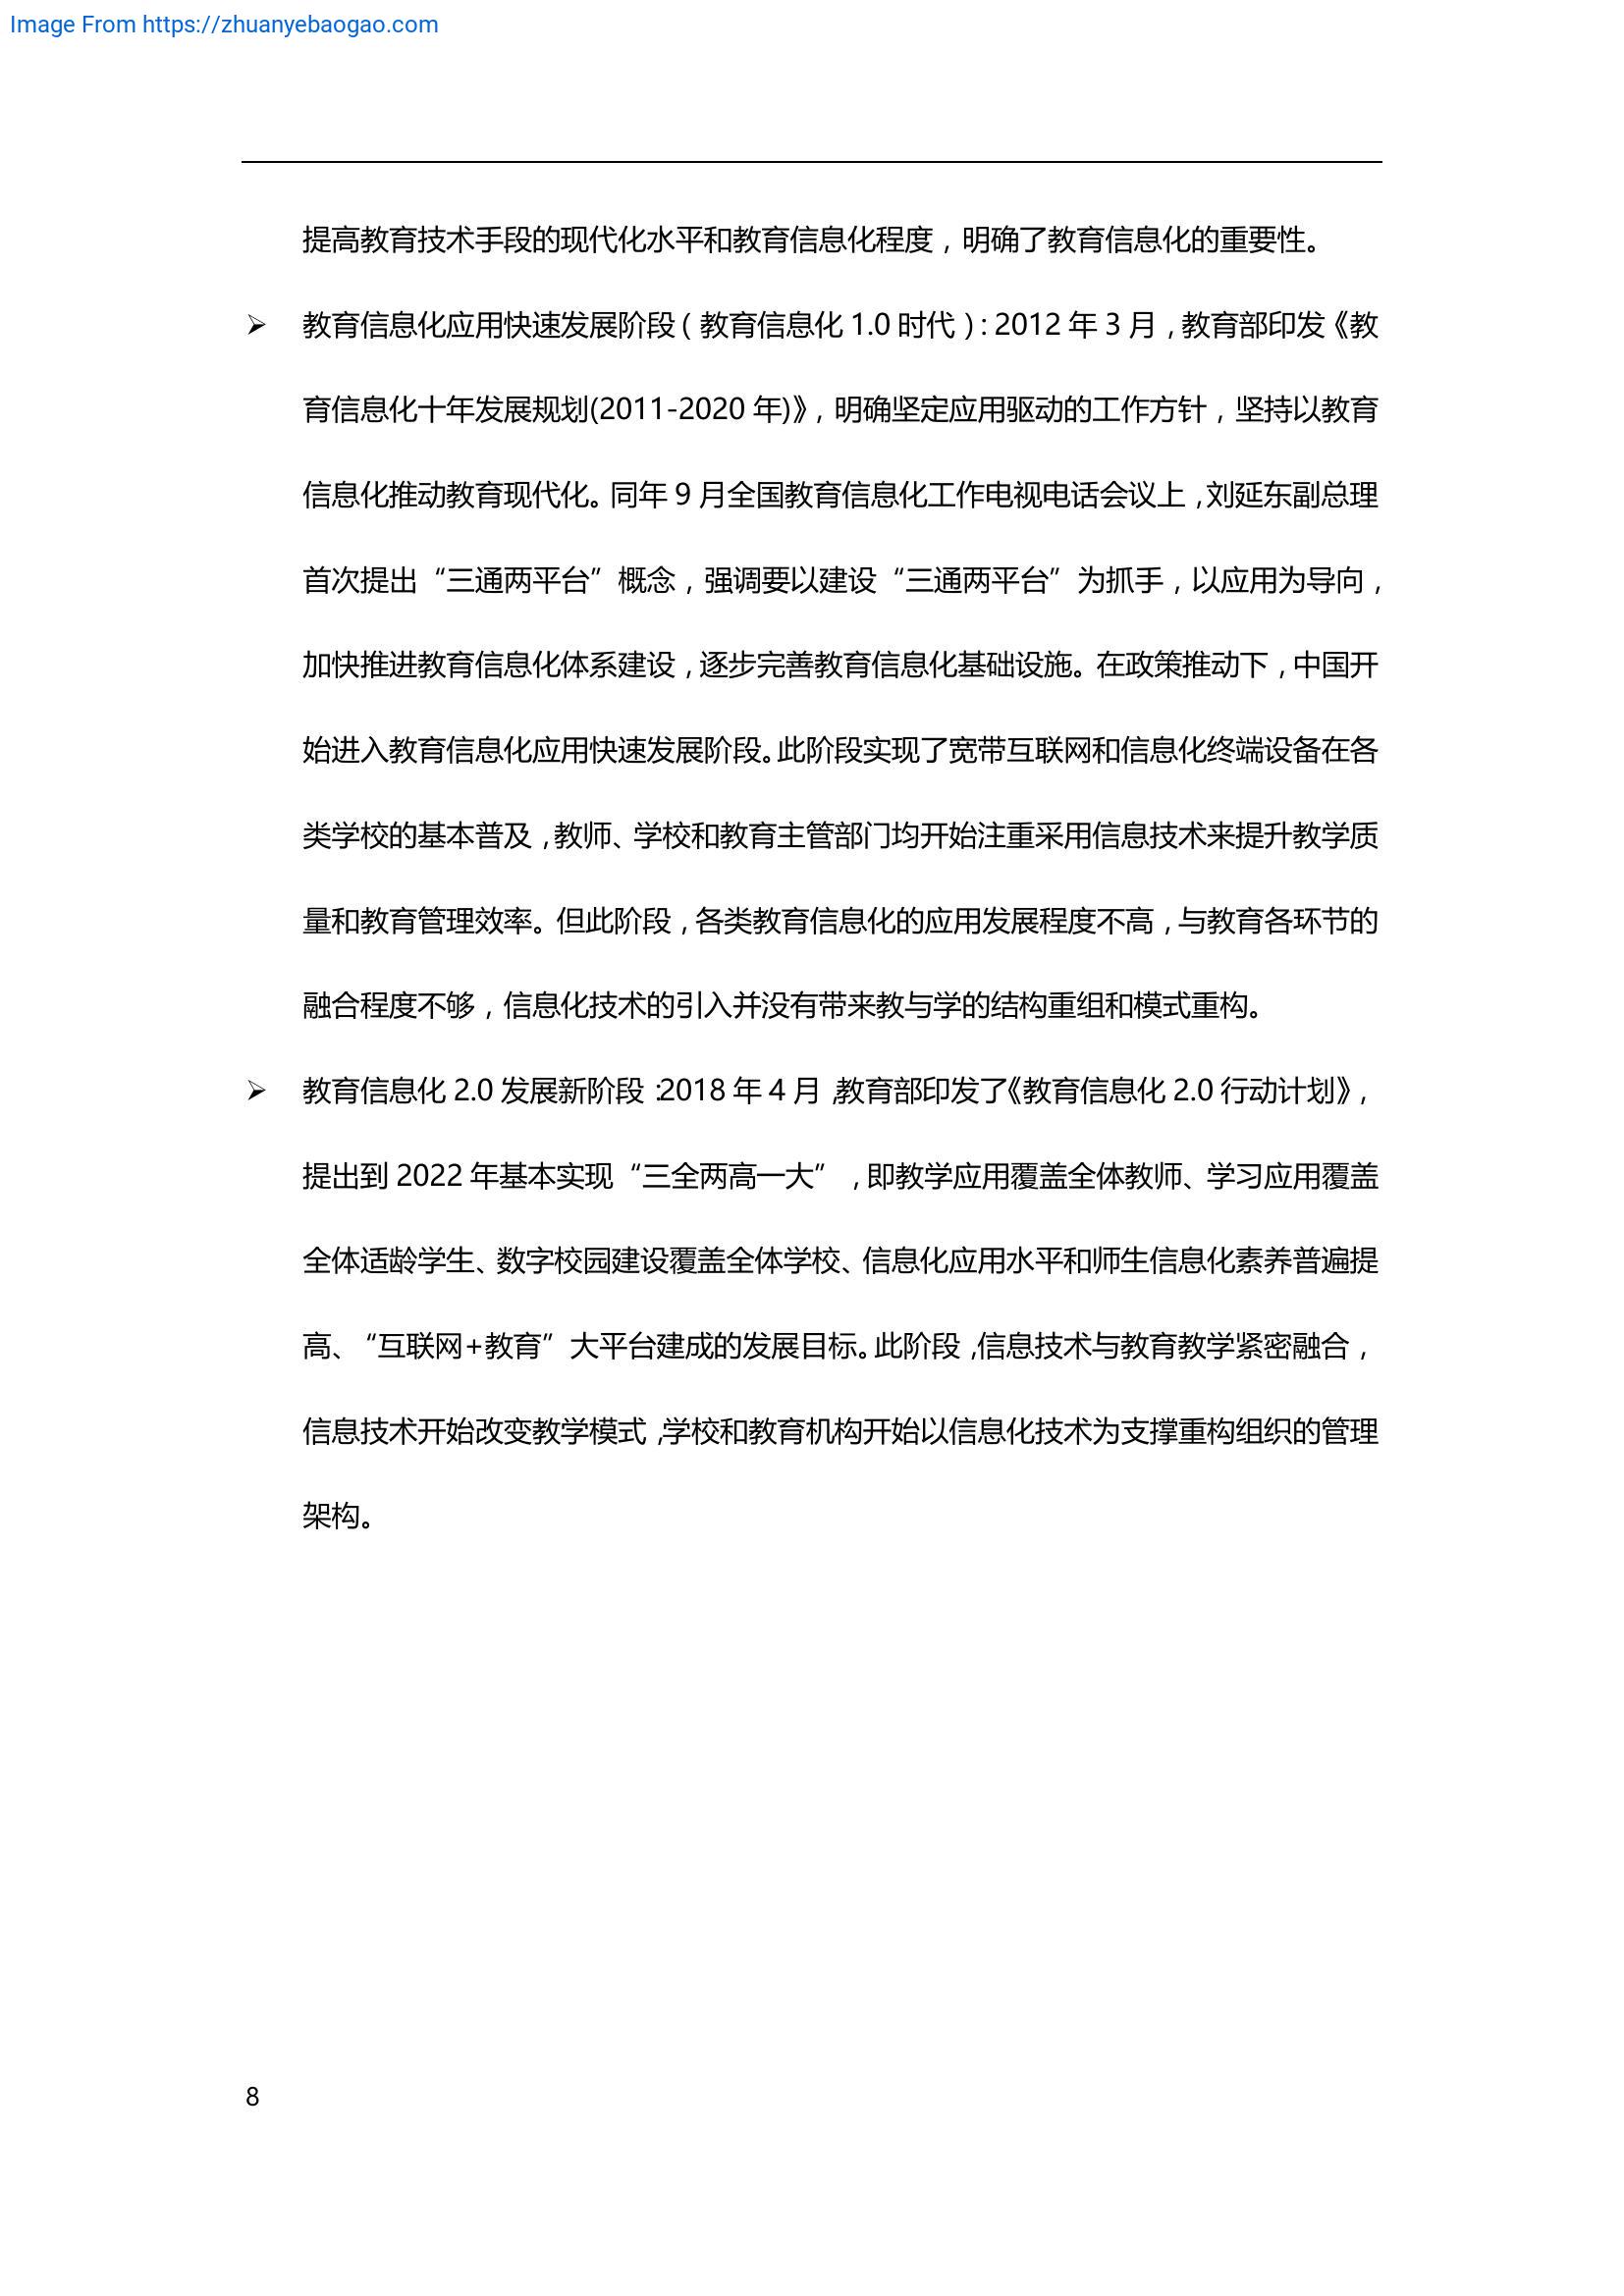 Image From https://zhuanyebaogao.com
提高教育技术手段的现代化水平和教育信息化程度，明确了教育信息化的重要性。
➢ 教育信息化应用快速发展阶段（教育信息化 1.0 时代）：2012 年 3 月，教育部印发《教
育信息化十年发展规划(2011-2020 年)》，明确坚定应用驱动的工作方针，坚持以教育
信息化推动教育现代化。同年 9 月全国教育信息化工作电视电话会议上，刘延东副总理
首次提出“三通两平台”概念，强调要以建设“三通两平台”为抓手，以应用为导向，
加快推进教育信息化体系建设，逐步完善教育信息化基础设施。在政策推动下，中国开
始进入教育信息化应用快速发展阶段。此阶段实现了宽带互联网和信息化终端设备在各
类学校的基本普及，教师、学校和教育主管部门均开始注重采用信息技术来提升教学质
量和教育管理效率。但此阶段，各类教育信息化的应用发展程度不高，与教育各环节的
融合程度不够，信息化技术的引入并没有带来教与学的结构重组和模式重构。
➢ 教育信息化 2.0 发展新阶段：2018 年 4 月，教育部印发了《教育信息化 2.0 行动计划》，
提出到 2022 年基本实现“三全两高一大”，即教学应用覆盖全体教师、学习应用覆盖
全体适龄学生、数字校园建设覆盖全体学校、信息化应用水平和师生信息化素养普遍提
高、“互联网+教育”大平台建成的发展目标。此阶段，信息技术与教育教学紧密融合，
信息技术开始改变教学模式，学校和教育机构开始以信息化技术为支撑重构组织的管理
架构。
8